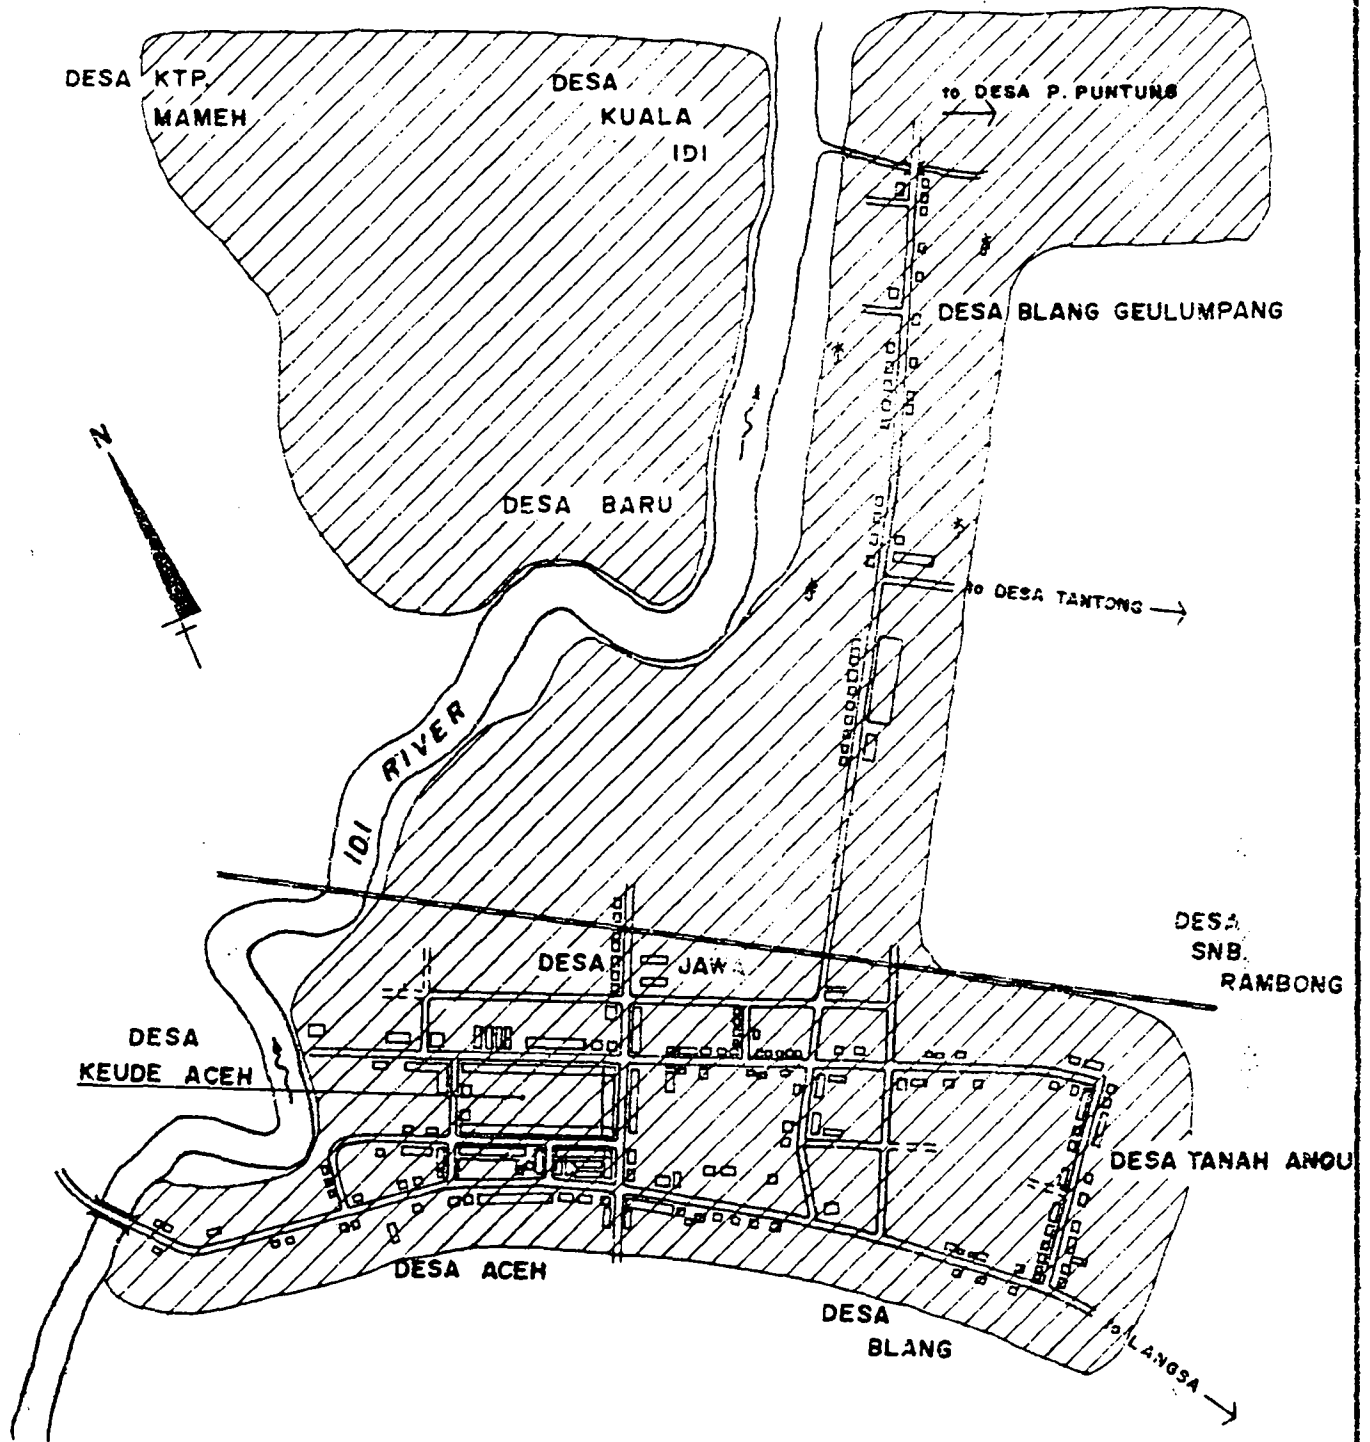 DESA KTP.
MAMEH
DESA
KUALA
IDI
to DESA P. PUNTUNG
DESA BLANG GEULUMPANG
N
DESA BARU
to DESA TANTONG
IDI RIVER
DESA
SNB.
RAMBONG
DESA JAWA
DESA
KEUDE ACEH
DESA TANAH ANOU
DESA ACEH
DESA
BLANG
to LANGSA